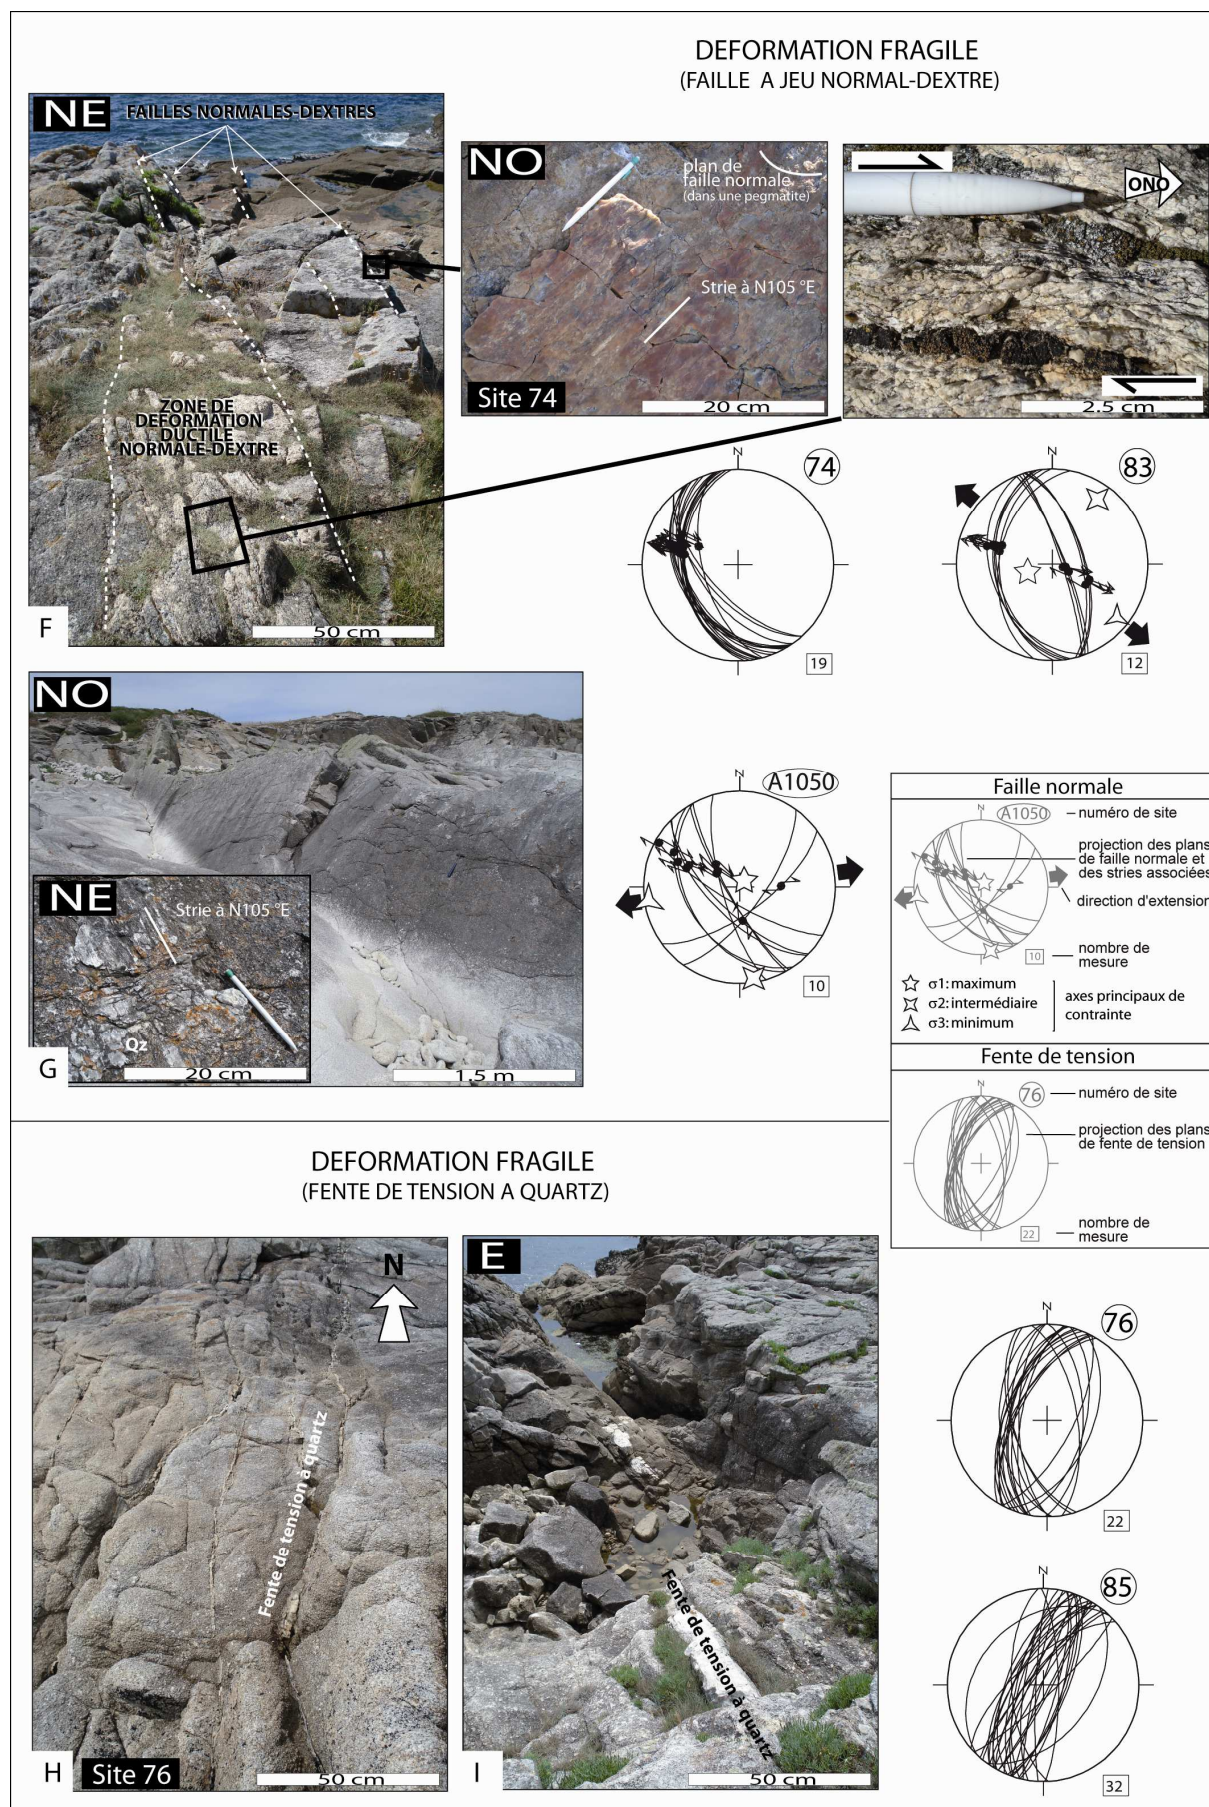 DEFORMATION FRAGILE
(FAILLE A JEU NORMAL-DEXTRE)
NE
FAILLES NORMALES-DEXTRES
ZONE DE
DEFORMATION
DUCTILE
NORMALE-DEXTRE
F
50 cm
NO
plan de
faille normale
(dans une pegmatite)
Strie à N105 °E
Site 74
20 cm
ONO
2.5 cm
N
74
19
N
83
12
NO
NE
Strie à N105 °E
Qz
20 cm
G
1.5 m
N
A1050
10
Faille normale
N
A1050
numéro de site
projection des plans
de faille normale et
des stries associées
direction d'extension
10
nombre de
mesure
σ1: maximum
σ2: intermédiaire
σ3: minimum
axes principaux de
contrainte
Fente de tension
N
76
numéro de site
projection des plans
de fente de tension
22
nombre de
mesure
DEFORMATION FRAGILE
(FENTE DE TENSION A QUARTZ)
N
Fente de tension à quartz
H
Site 76
50 cm
E
Fente de tension à quartz
I
50 cm
N
76
22
N
85
32